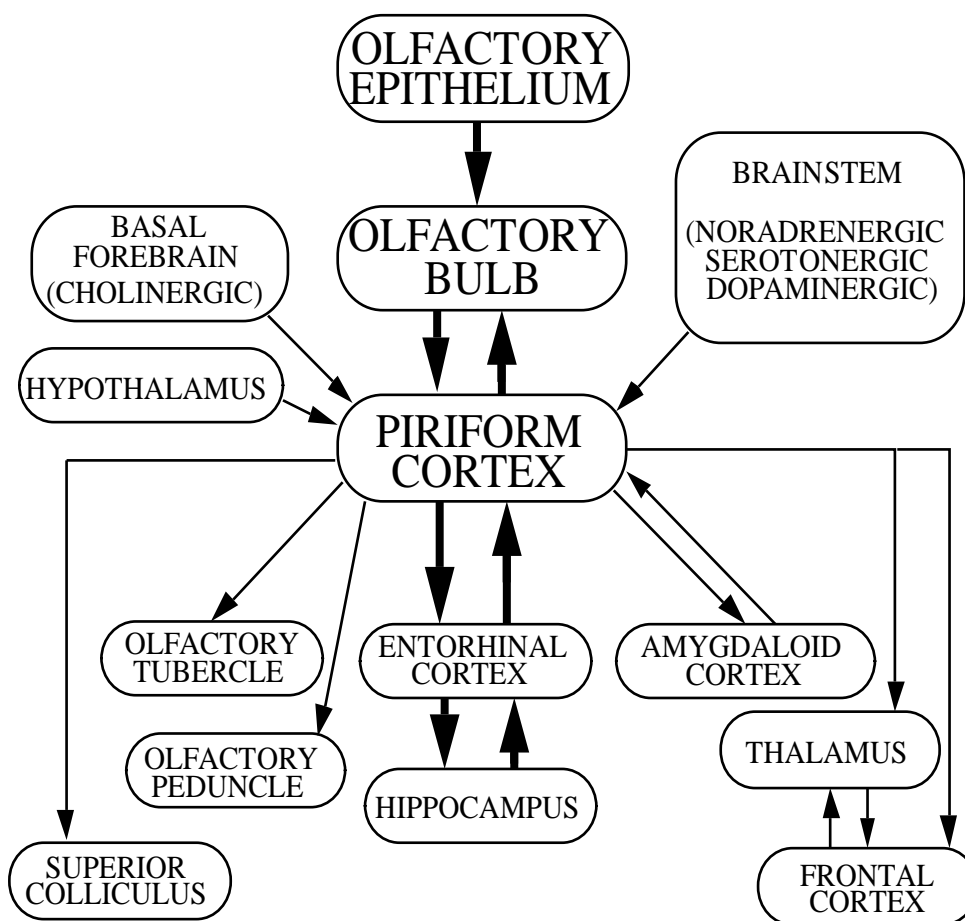 OLFACTORY
EPITHELIUM
BRAINSTEM
(NORADRENERGIC
SEROTONERGIC
DOPAMINERGIC)
BASAL
FOREBRAIN
(CHOLINERGIC)
OLFACTORY
BULB
HYPOTHALAMUS
PIRIFORM
CORTEX
OLFACTORY
TUBERCLE
ENTORHINAL
CORTEX
AMYGDALOID
CORTEX
OLFACTORY
PEDUNCLE
HIPPOCAMPUS
THALAMUS
SUPERIOR
COLLICULUS
FRONTAL
CORTEX